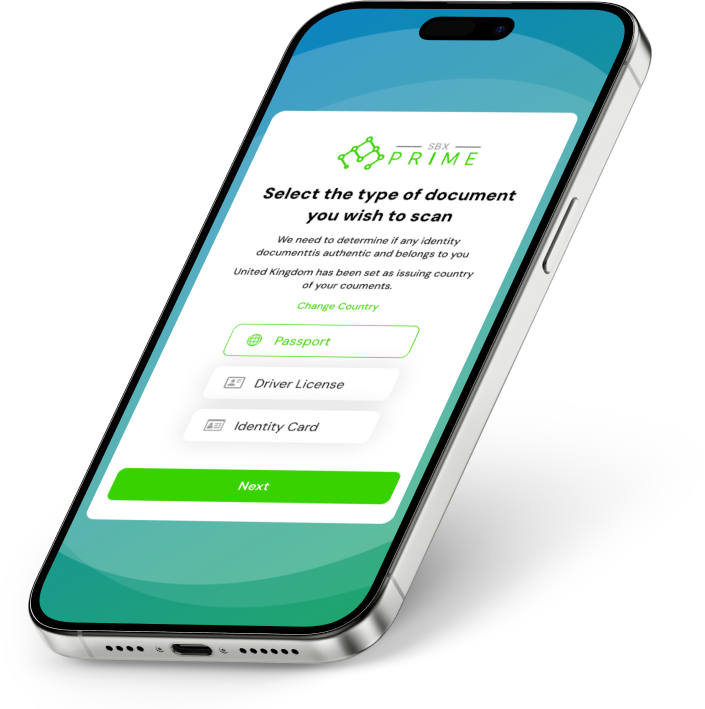 SBX
PRIME
Select the type of document
you wish to scan
We need to determine if any identity
documenttis authentic and belongs to you
United Kingdom has been set as issuing country
of your couments.
Change Country
Passport
Driver License
Identity Card
Next